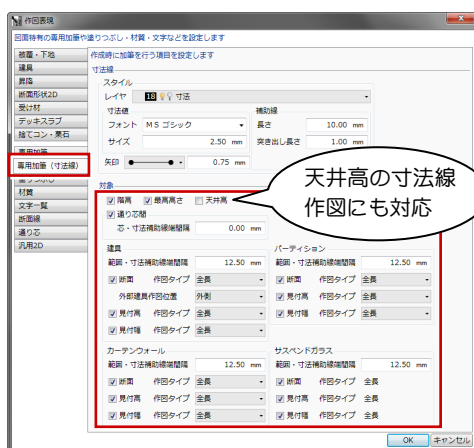 作図表現
図面特有の専用加筆や塗りつぶし・材質・文字などを設定します
被覆・下地
建具
昇降
断面形状2D
受け材
デッキスラブ
捨てコン・栗石
専用加筆（寸法線）
材質
文字一覧
断面線
通り芯
汎用2D
作成時に加筆を行う項目を設定します
寸法線
スタイル
レイヤ 18 寸法
寸法値
フォント ＭＳ ゴシック
サイズ 2.50 mm
矢印 0.75 mm
補助線
長さ 10.00 mm
突き出し長さ 1.00 mm
天井高の寸法線
作図にも対応
対象
階高 最高高さ 天井高
通り芯間
芯・寸法補助線端間隔 0.00 mm
建具
範囲・寸法補助線端間隔 12.50 mm
断面 作図タイプ 全長
外部建具作図位置 外側
見付高 作図タイプ 全長
見付幅 作図タイプ 全長
パーティション
範囲・寸法補助線端間隔 12.50 mm
断面 作図タイプ 全長
見付高 作図タイプ 全長
見付幅 作図タイプ 全長
カーテンウォール
範囲・寸法補助線端間隔 12.50 mm
断面 作図タイプ 全長
見付高 作図タイプ 全長
見付幅 作図タイプ 全長
サスペンドガラス
範囲・寸法補助線端間隔 12.50 mm
断面 作図タイプ 全長
見付高 作図タイプ 全長
見付幅 作図タイプ 全長
OK キャンセル